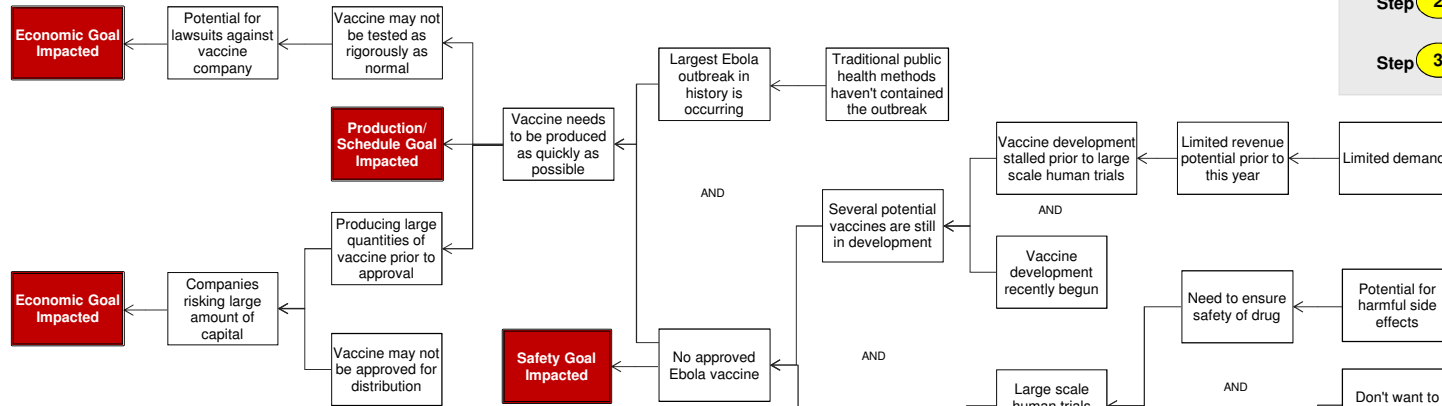 Economic Goal
Impacted
Potential for
lawsuits against
vaccine
company
Vaccine may not
be tested as
rigorously as
normal
Largest Ebola
outbreak in
history is
occurring
Traditional public
health methods
haven't contained
the outbreak
Step 2
Step 3
Production/
Schedule Goal
Impacted
Vaccine needs
to be produced
as quickly as
possible
AND
Vaccine development
stalled prior to large
scale human trials
Limited revenue
potential prior to
this year
Limited demand
Several potential
vaccines are still
in development
AND
Vaccine
development
recently begun
Producing large
quantities of
vaccine prior to
approval
Economic Goal
Impacted
Companies
risking large
amount of
capital
Need to ensure
safety of drug
Potential for
harmful side
effects
Vaccine may not
be approved for
distribution
Safety Goal
Impacted
No approved
Ebola vaccine
AND
Large scale
human trials
AND
Don't want to